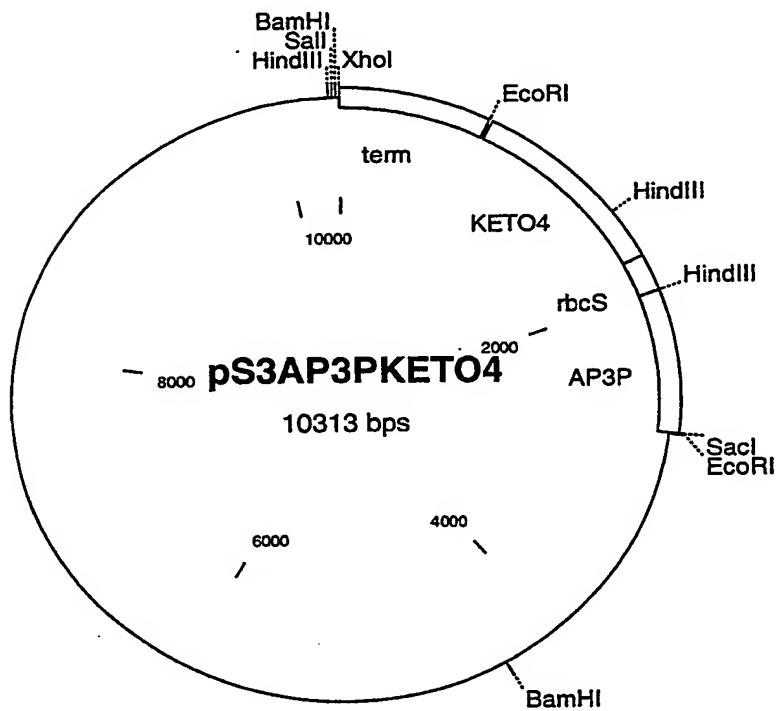 BamHI
SalI
HindIII XhoI
EcoRI
term
HindIII
KETO4
10000
HindIII
rbcS
2000
8000 pS3AP3PKETO4
AP3P
10313 bps
SacI
EcoRI
4000
6000
BamHI